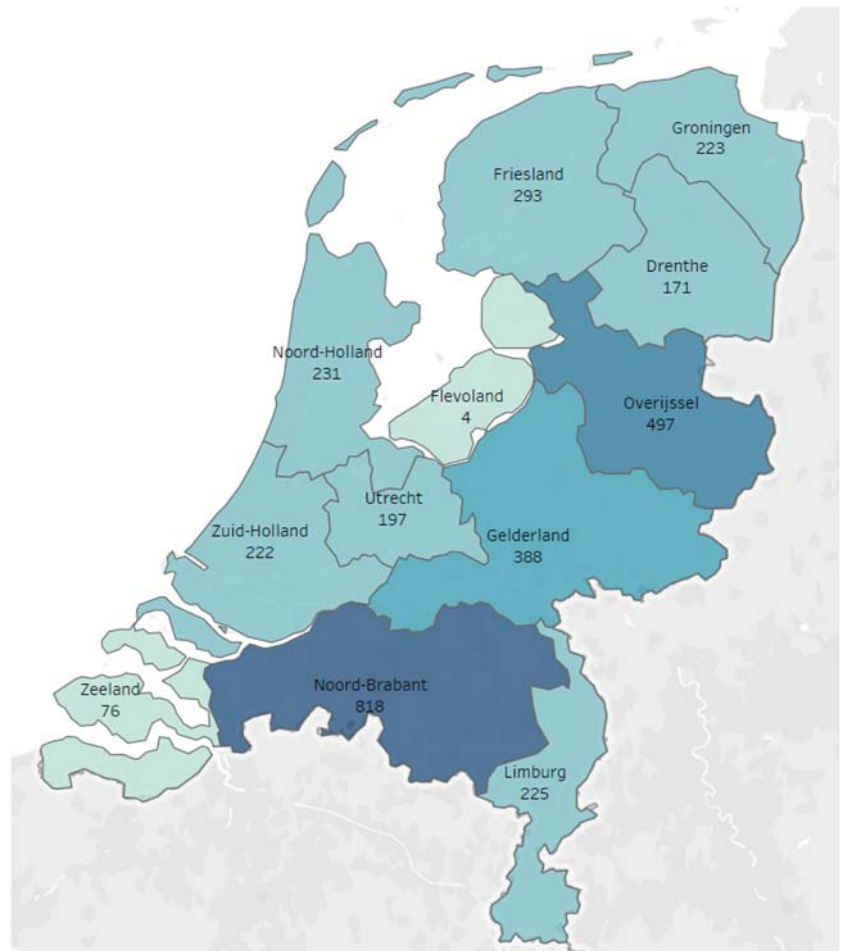 Groningen
223
Friesland
293
Drenthe
171
Noord-Holland
231
Flevoland
4
Overijssel
497
Utrecht
197
Zuid-Holland
222
Gelderland
388
Zeeland
76
Noord-Brabant
818
Limburg
225